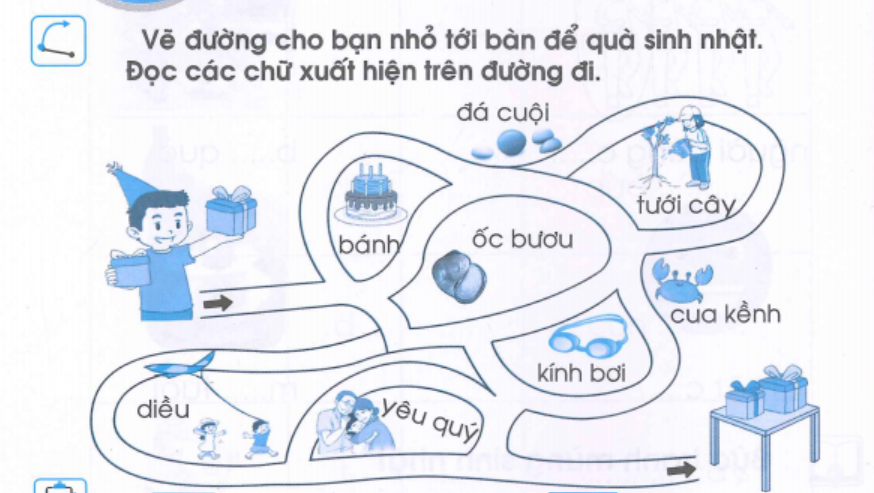 Vẽ đường cho bạn nhỏ tới bàn để quà sinh nhật.
Đọc các chữ xuất hiện trên đường đi.
đá cuội
tưới cây
bánh
ốc bươu
cua kềnh
kính bơi
diều
yêu quý